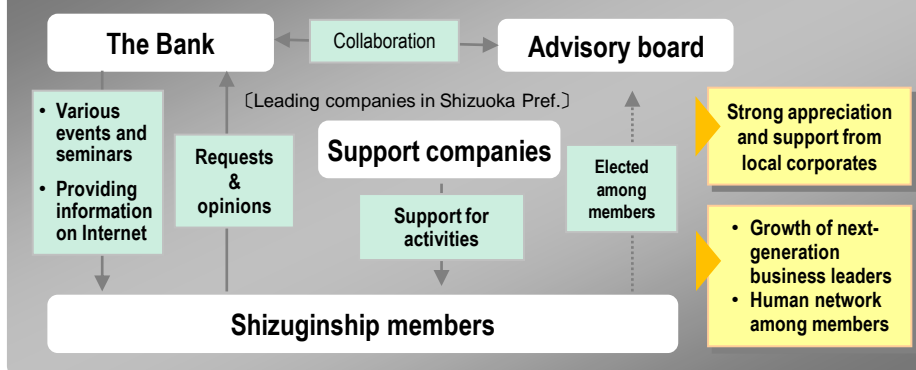 The Bank
Collaboration
Advisory board
• Various
events and
seminars
• Providing
information
on Internet
Requests
&
opinions
〔Leading companies in Shizuoka Pref.〕
Support companies
Support for
activities
Elected
among
members
Strong appreciation
and support from
local corporates
• Growth of next-
generation
business leaders
• Human network
among members
Shizuginship members